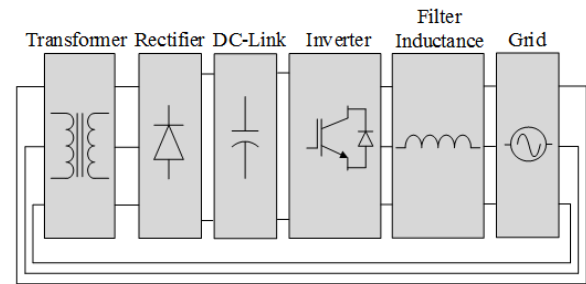 Transformer
Rectifier
DC-Link
Inverter
Filter
Inductance
Grid